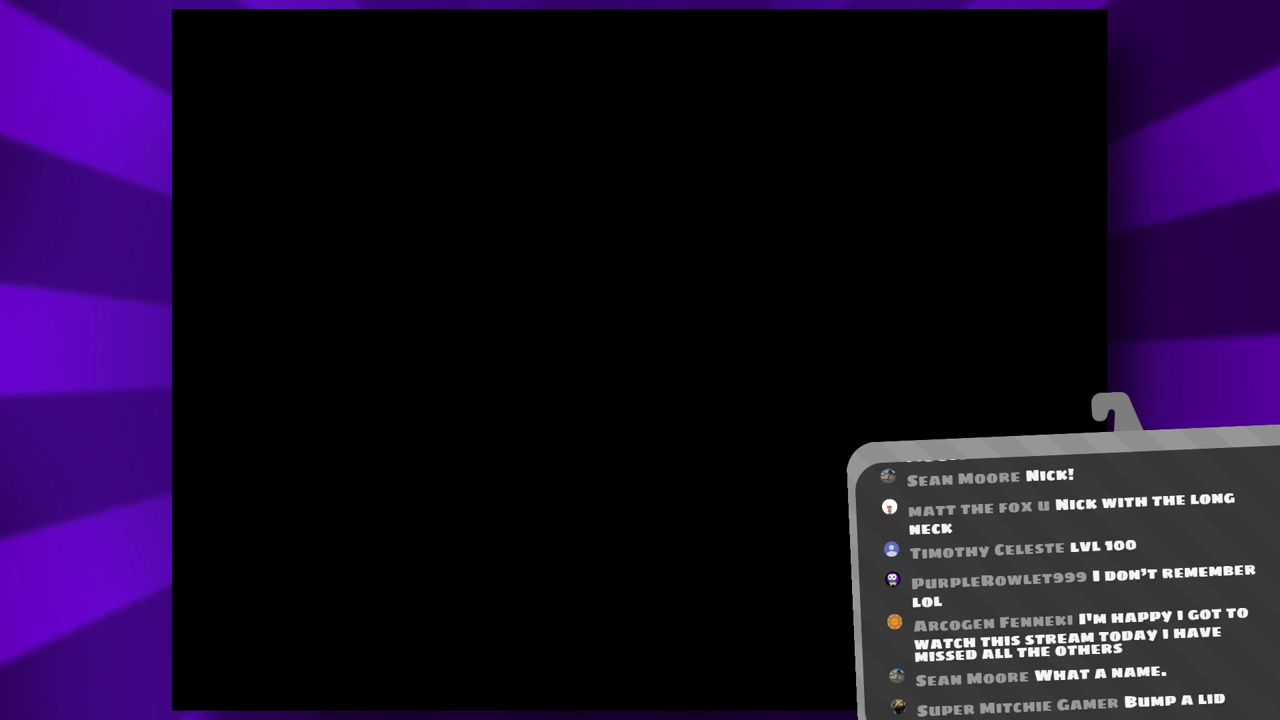 Sean Moore Nick!
Matt the Fox U Nick with the long
neck
Timothy Celeste lvl 100
PurpleRowlet999 I don't remember
lol
Arcogen Fenneki I'm happy I got to
watch this stream today I have
missed all the others
Sean Moore What a name.
Super Mitchie Gamer Bump a lid